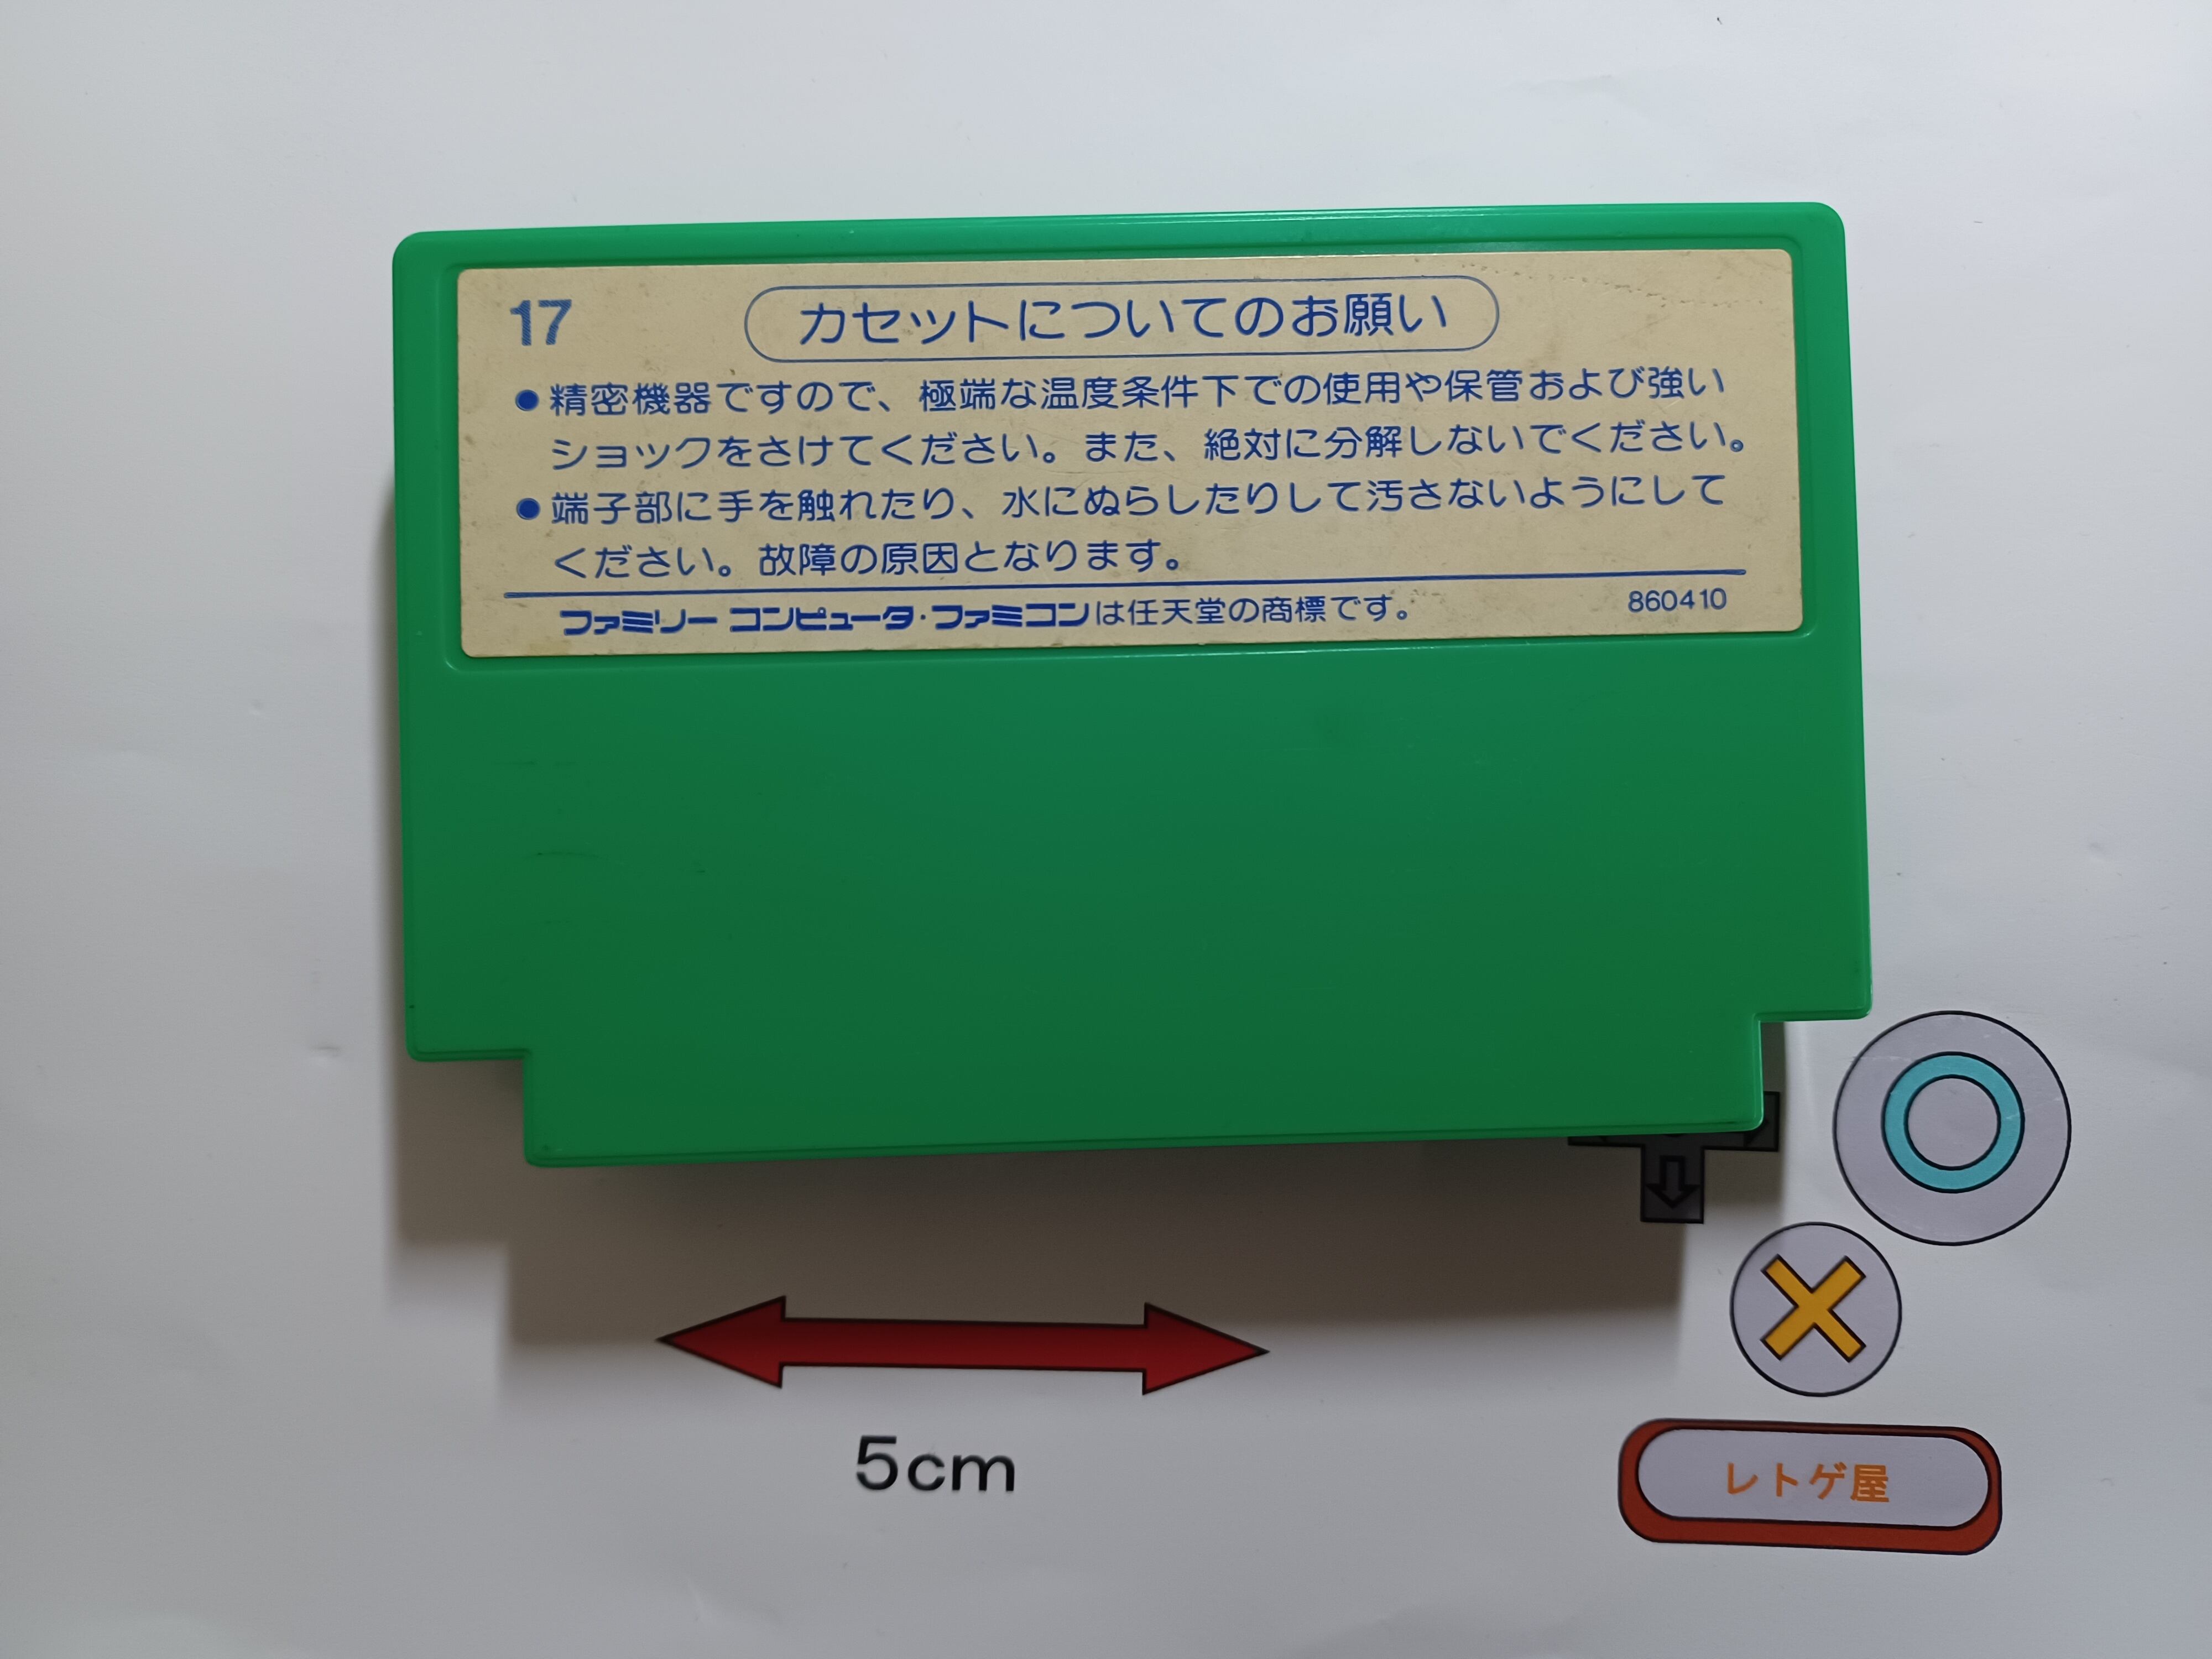 17
カセットについてのお願い
●精密機器ですので、極端な温度条件下での使用や保管および強い
ショックをさけてください。また、絶対に分解しないでください。
●端子部に手を触れたり、水にぬらしたりして汚さないようにして
ください。故障の原因となります。
ファミリー コンピュータ・ファミコンは任天堂の商標です。
860410
5cm
レトゲ屋